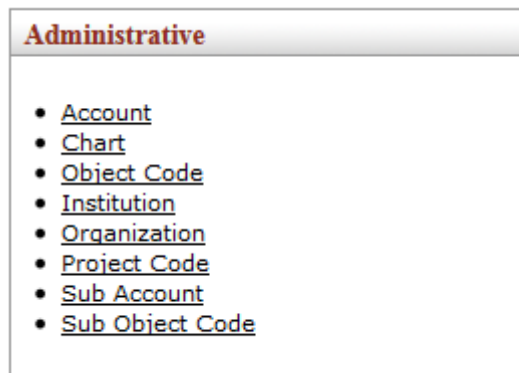 Administrative
• Account
• Chart
• Object Code
• Institution
• Organization
• Project Code
• Sub Account
• Sub Object Code